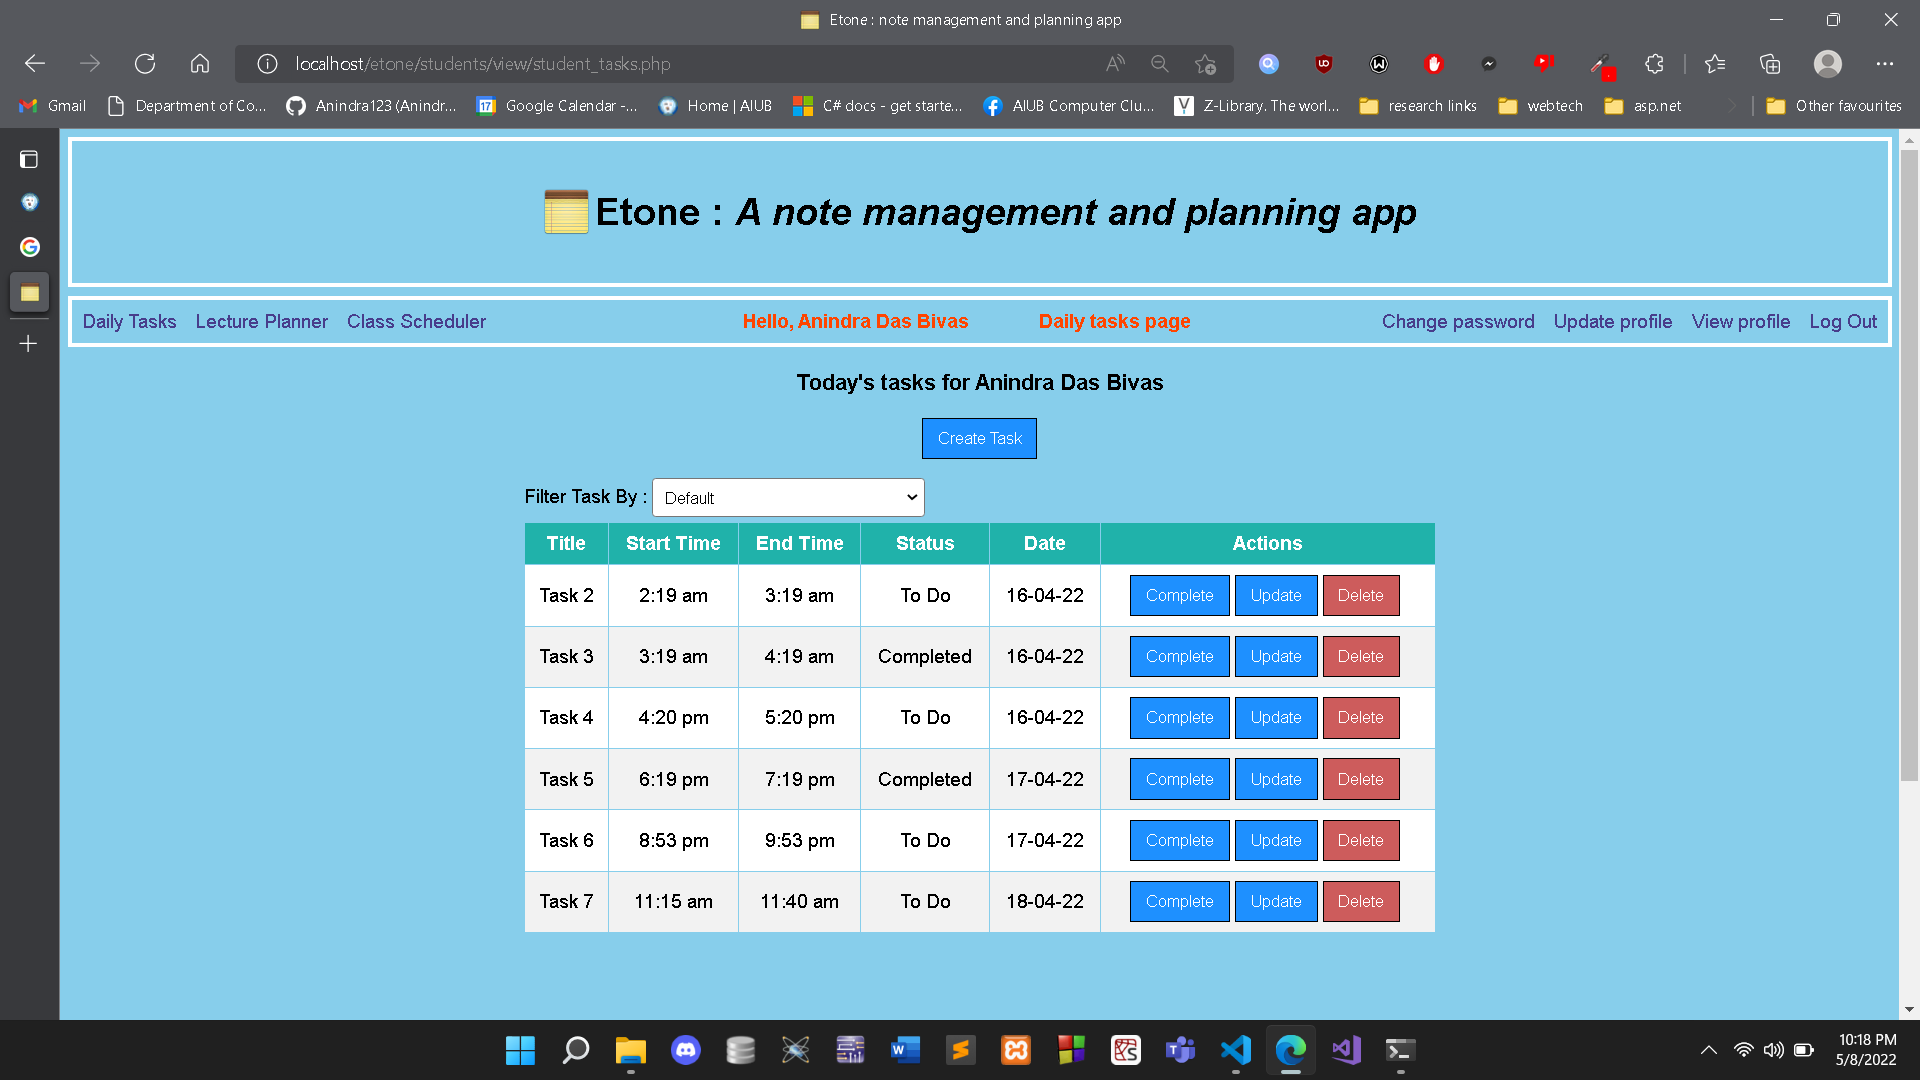 Etone : note management and planning app
localhost/etone/students/view/student_tasks.php
Gmail Department of Co... Anindra123 (Anindr... Google Calendar -... Home | AIUB C# docs - get starte... AIUB Computer Clu... Z-Library. The worl... research links webtech asp.net Other favourites
Etone : A note management and planning app
Daily Tasks Lecture Planner Class Scheduler Hello, Anindra Das Bivas Daily tasks page Change password Update profile View profile Log Out
Today's tasks for Anindra Das Bivas
Create Task
Filter Task By : Default
Title Start Time End Time Status Date Actions
Task 2 2:19 am 3:19 am To Do 16-04-22 Complete Update Delete
Task 3 3:19 am 4:19 am Completed 16-04-22 Complete Update Delete
Task 4 4:20 pm 5:20 pm To Do 16-04-22 Complete Update Delete
Task 5 6:19 pm 7:19 pm Completed 17-04-22 Complete Update Delete
Task 6 8:53 pm 9:53 pm To Do 17-04-22 Complete Update Delete
Task 7 11:15 am 11:40 am To Do 18-04-22 Complete Update Delete
10:18 PM
5/8/2022